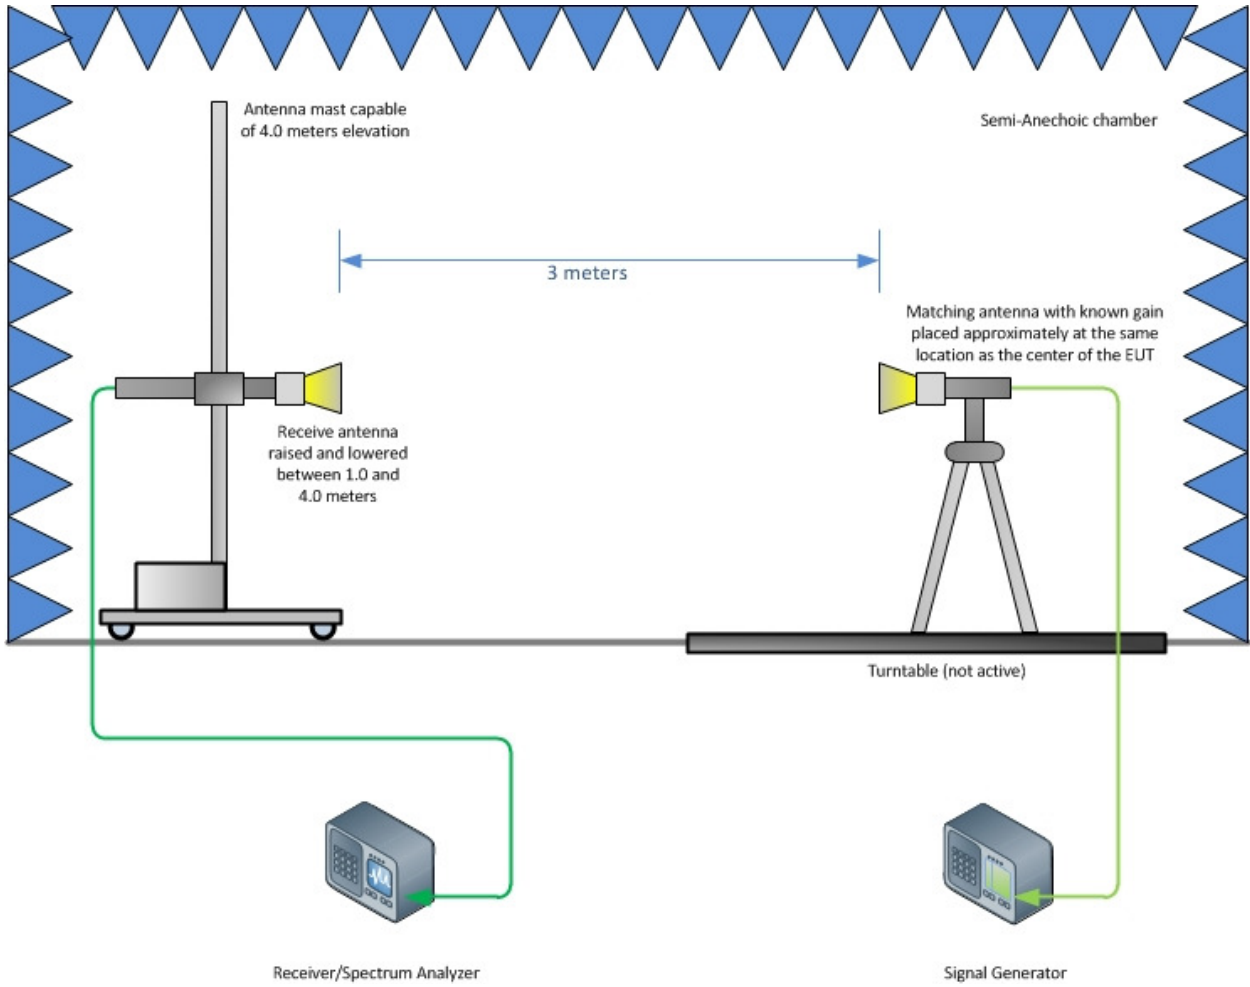 Antenna mast capable
of 4.0 meters elevation
Semi-Anechoic chamber
3 meters
Matching antenna with known gain
placed approximately at the same
location as the center of the EUT
Receive antenna
raised and lowered
between 1.0 and
4.0 meters
Turntable (not active)
Receiver/Spectrum Analyzer
Signal Generator